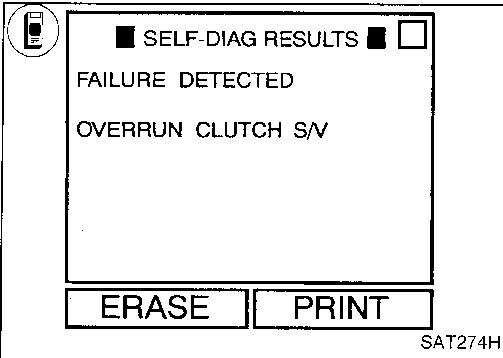 ■ SELF-DIAG RESULTS ■ □
FAILURE DETECTED
OVERRUN CLUTCH S/V
ERASE PRINT
SAT274H